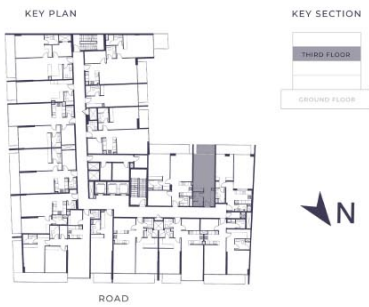 KEY PLAN
KEY SECTION
THIRD FLOOR
GROUND FLOOR
N
ROAD